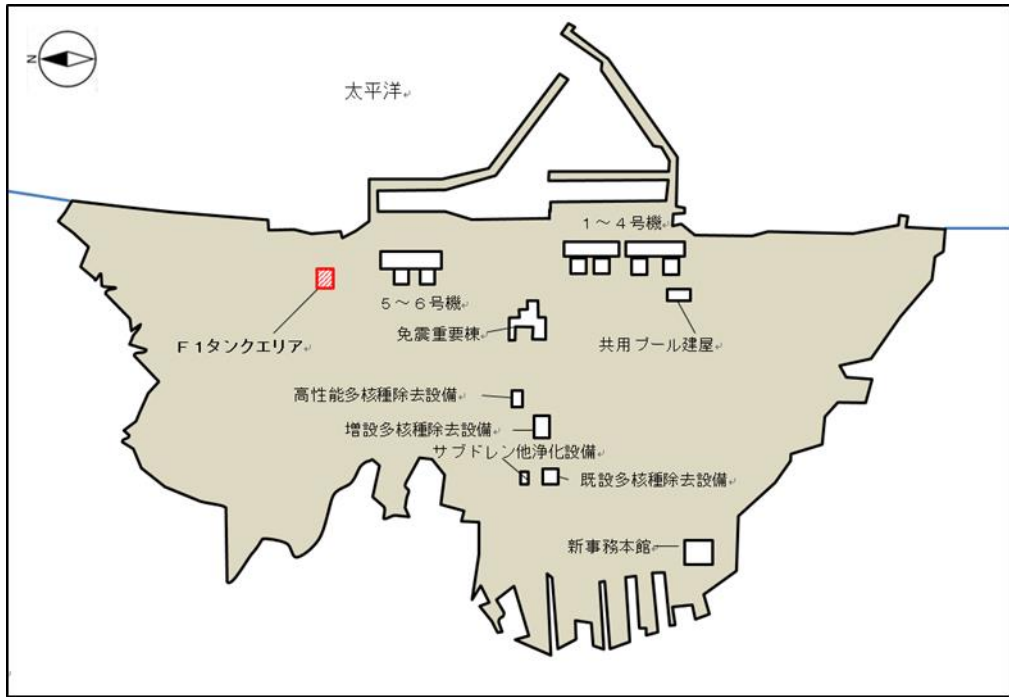 N
太平洋
1～4号機
5～6号機
F1タンクエリア
免震重要棟
共用プール建屋
高性能多核種除去設備
増設多核種除去設備
サブドレン他浄化設備
既設多核種除去設備
新事務本館